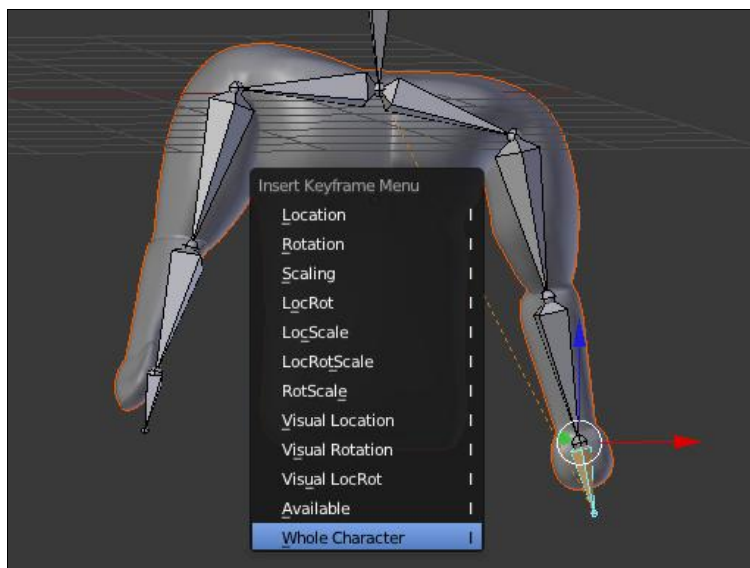 Insert Keyframe Menu
Location I
Rotation I
Scaling I
LocRot I
LocScale I
LocRotScale I
RotScale I
Visual Location I
Visual Rotation I
Visual LocRot I
Available I
Whole Character I